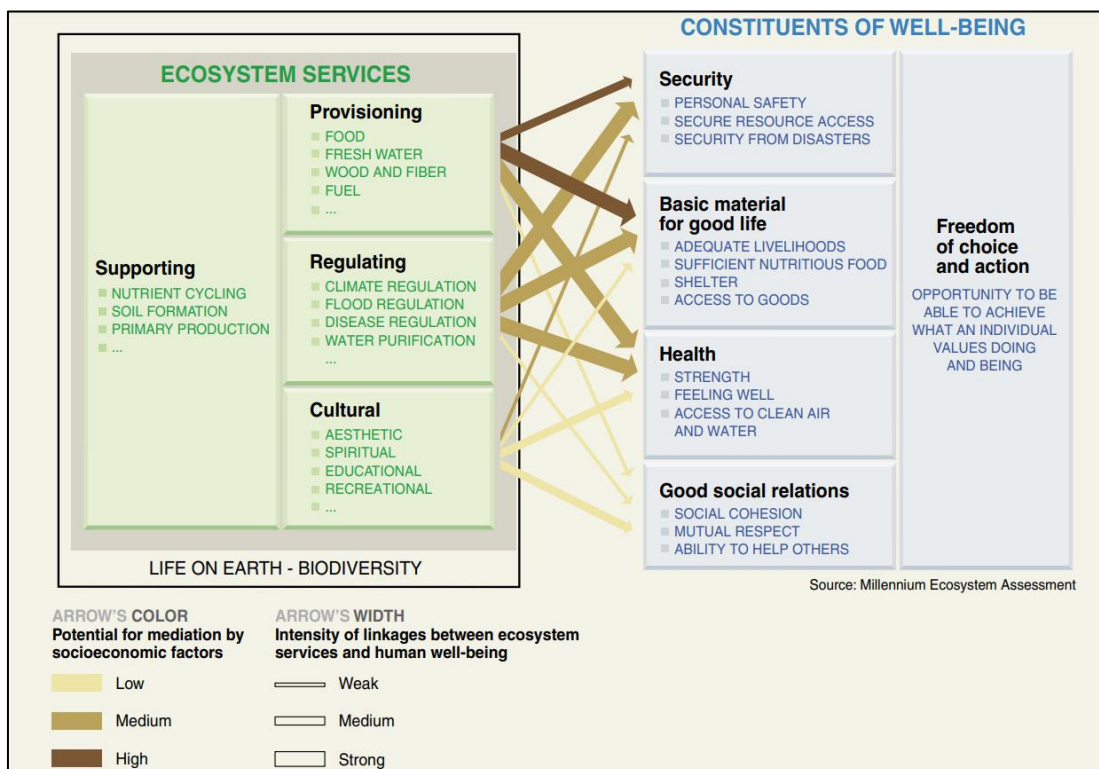 CONSTITUENTS OF WELL-BEING
ECOSYSTEM SERVICES
Supporting
NUTRIENT CYCLING
SOIL FORMATION
PRIMARY PRODUCTION
...
Provisioning
FOOD
FRESH WATER
WOOD AND FIBER
FUEL
...
Regulating
CLIMATE REGULATION
FLOOD REGULATION
DISEASE REGULATION
WATER PURIFICATION
...
Cultural
AESTHETIC
SPIRITUAL
EDUCATIONAL
RECREATIONAL
...
LIFE ON EARTH - BIODIVERSITY
Security
PERSONAL SAFETY
SECURE RESOURCE ACCESS
SECURITY FROM DISASTERS
Basic material
for good life
ADEQUATE LIVELIHOODS
SUFFICIENT NUTRITIOUS FOOD
SHELTER
ACCESS TO GOODS
Health
STRENGTH
FEELING WELL
ACCESS TO CLEAN AIR
AND WATER
Good social relations
SOCIAL COHESION
MUTUAL RESPECT
ABILITY TO HELP OTHERS
Freedom
of choice
and action
OPPORTUNITY TO BE
ABLE TO ACHIEVE
WHAT AN INDIVIDUAL
VALUES DOING
AND BEING
Source: Millennium Ecosystem Assessment
ARROW'S COLOR
Potential for mediation by
socioeconomic factors
Low
Medium
High
ARROW'S WIDTH
Intensity of linkages between ecosystem
services and human well-being
Weak
Medium
Strong